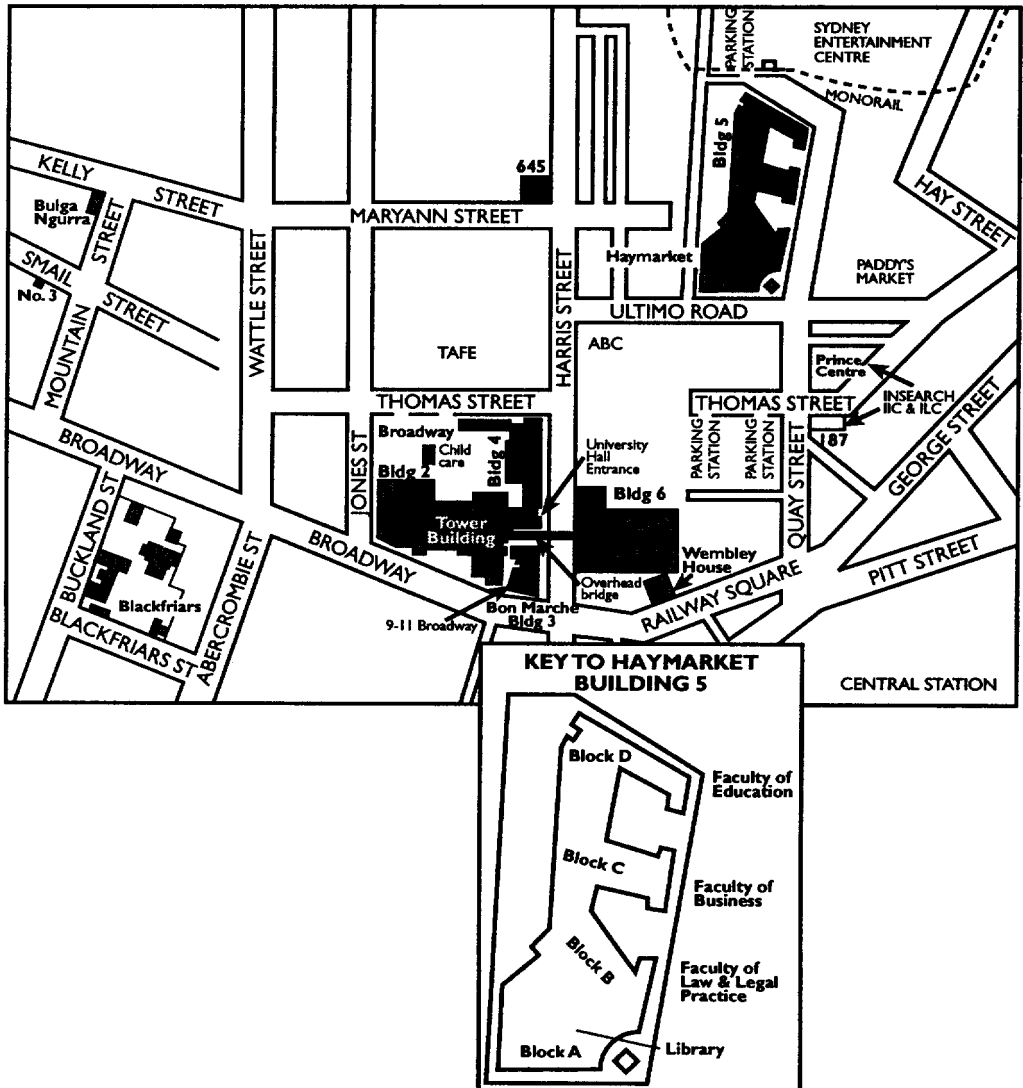 PARKING
STATION
SYDNEY
ENTERTAINMENT
CENTRE
MONORAIL
Bldg 5
KELLY
STREET
645
Bulga
Ngurra
STREET
MARYANN STREET
HAY STREET
SMAIL
STREET
No. 3
MOUNTAIN
WATTLE STREET
HARRIS STREET
Haymarket
PADDY'S
MARKET
ULTIMO ROAD
TAFE
ABC
Prince
Centre
INSEARCH
IIC & ILC
THOMAS STREET
THOMAS STREET
187
BROADWAY
JONES ST
Broadway
Child
care
Bldg 4
Bldg 2
University
Hall
Entrance
PARKING
STATION
PARKING
STATION
QUAY STREET
GEORGE STREET
Bldg 6
Tower
Building
BUCKLAND ST
BROADWAY
Wembley
House
PITT STREET
Overhead
bridge
RAILWAY SQUARE
Blackfriars
ABERCROMBIE ST
BLACKFRIARS ST
Bon Marche
Bldg 3
9-11 Broadway
CENTRAL STATION
KEY TO HAYMARKET
BUILDING 5
Block D
Faculty of
Education
Block C
Faculty of
Business
Block B
Faculty of
Law & Legal
Practice
Block A
Library